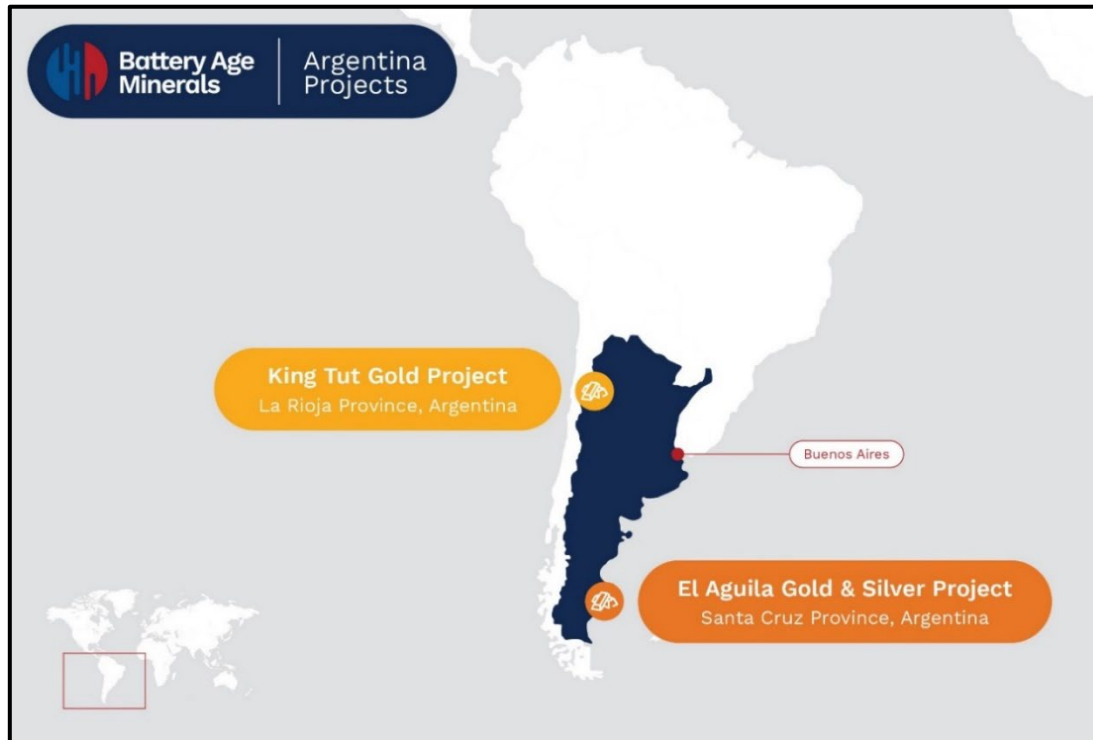 Battery Age
Minerals
Argentina
Projects
King Tut Gold Project
La Rioja Province, Argentina
Buenos Aires
El Aguila Gold & Silver Project
Santa Cruz Province, Argentina